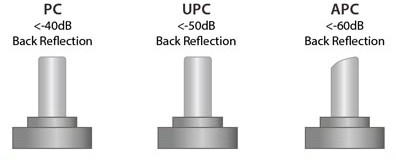 PC
<-40dB
Back Reflection
UPC
<-50dB
Back Reflection
APC
<-60dB
Back Reflection